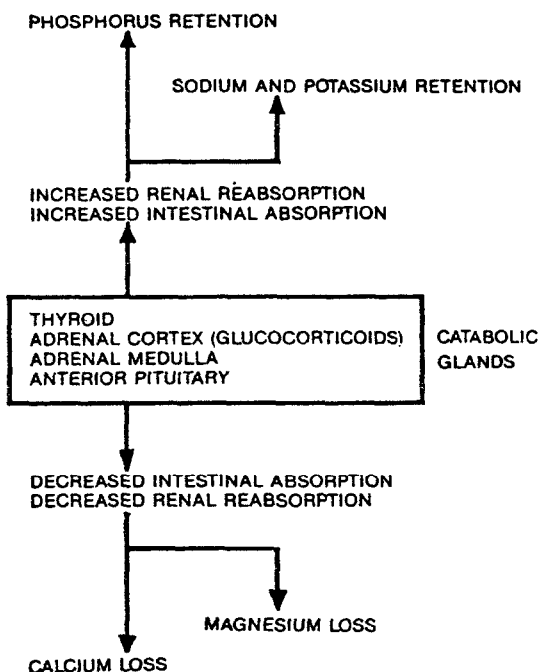 PHOSPHORUS RETENTION
SODIUM AND POTASSIUM RETENTION
INCREASED RENAL REABSORPTION
INCREASED INTESTINAL ABSORPTION
THYROID
ADRENAL CORTEX (GLUCOCORTICOIDS)
ADRENAL MEDULLA
ANTERIOR PITUITARY
CATABOLIC
GLANDS
DECREASED INTESTINAL ABSORPTION
DECREASED RENAL REABSORPTION
MAGNESIUM LOSS
CALCIUM LOSS